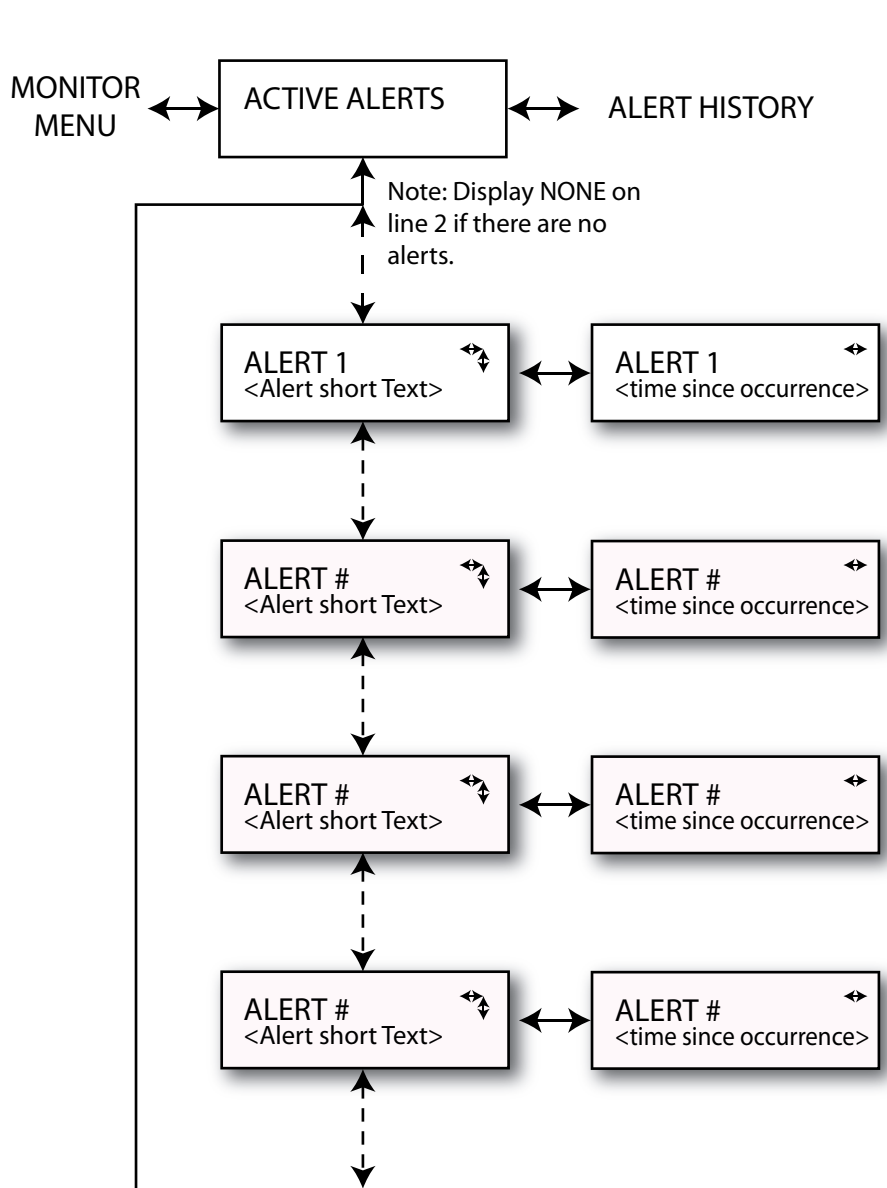 MONITOR
MENU
ACTIVE ALERTS
ALERT HISTORY
Note: Display NONE on
line 2 if there are no
alerts.
ALERT 1
<Alert short Text>
ALERT 1
<time since occurrence>
ALERT #
<Alert short Text>
ALERT #
<time since occurrence>
ALERT #
<Alert short Text>
ALERT #
<time since occurrence>
ALERT #
<Alert short Text>
ALERT #
<time since occurrence>